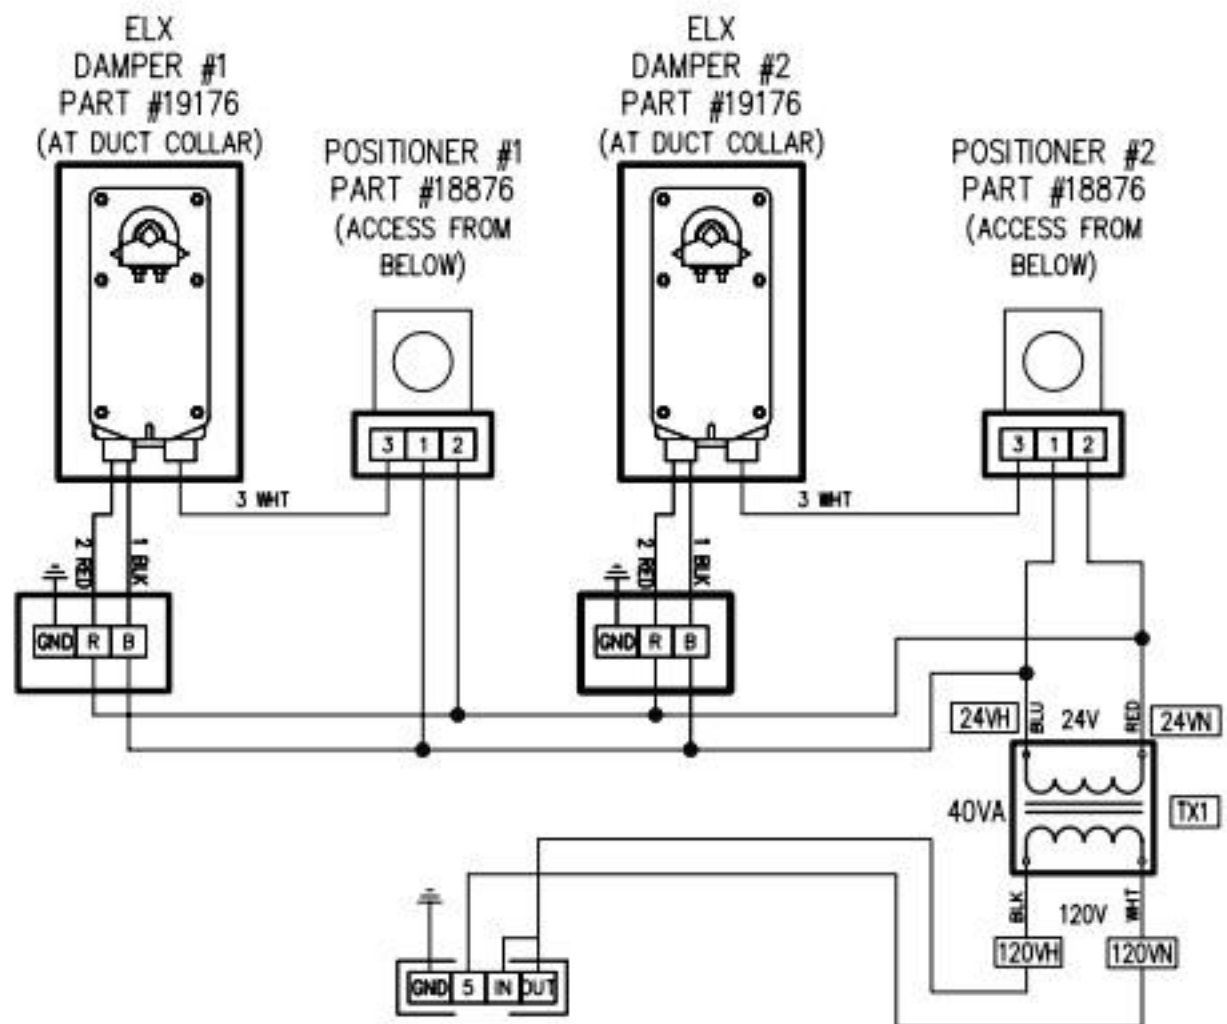 ELX
DAMPER #1
PART #19176
(AT DUCT COLLAR)
POSITIONER #1
PART #18876
(ACCESS FROM
BELOW)
ELX
DAMPER #2
PART #19176
(AT DUCT COLLAR)
POSITIONER #2
PART #18876
(ACCESS FROM
BELOW)
3 1 2
3 1 2
3 WHT
3 WHT
2 RED
1 BLK
2 RED
1 BLK
GND R B
GND R B
24VH
BLU
24V
RED
24VN
40VA
TX1
BLK
120V
WHT
120VH
120VN
GND 5 IN OUT